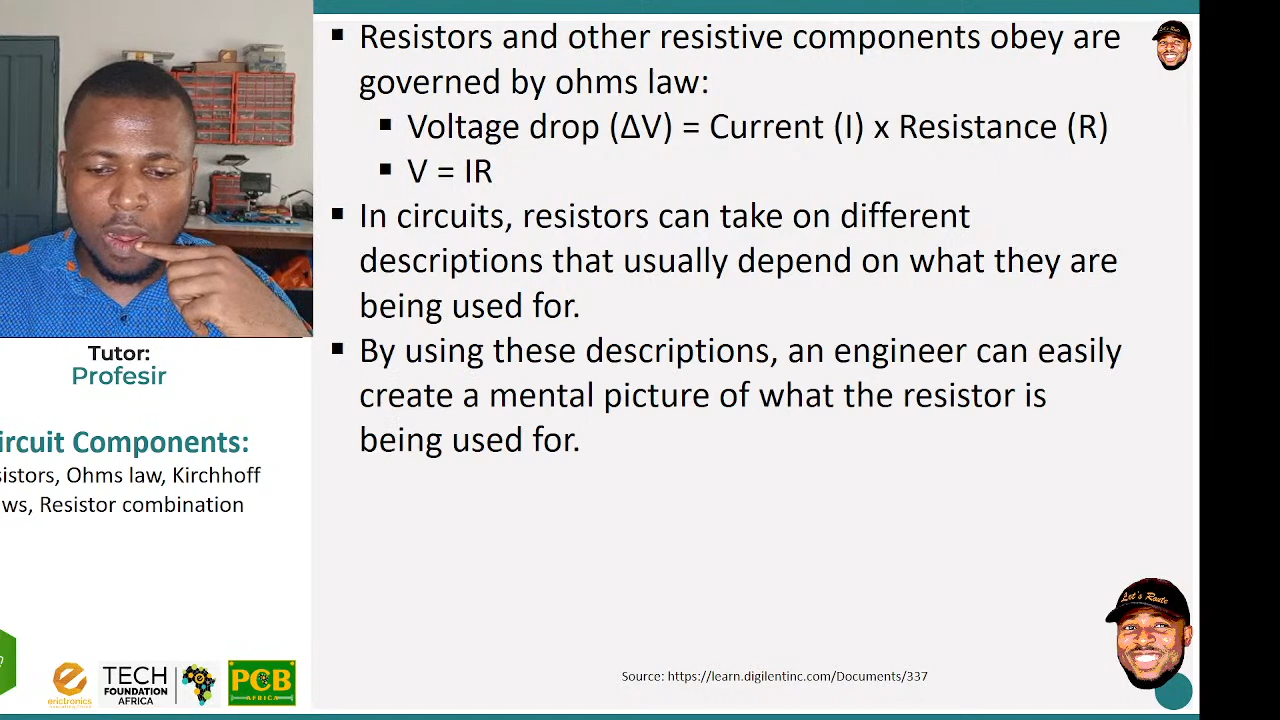 ▪ Resistors and other resistive components obey are
governed by ohms law:
▪ Voltage drop (ΔV) = Current (I) x Resistance (R)
▪ V = IR
▪ In circuits, resistors can take on different
descriptions that usually depend on what they are
being used for.
▪ By using these descriptions, an engineer can easily
create a mental picture of what the resistor is
being used for.
Tutor:
Profesir
ircuit Components:
sistors, Ohms law, Kirchhoff
ws, Resistor combination
erictronics
TECH
FOUNDATION
AFRICA
PCB
AFRICA
Let's Route
Source: https://learn.digilentinc.com/Documents/337